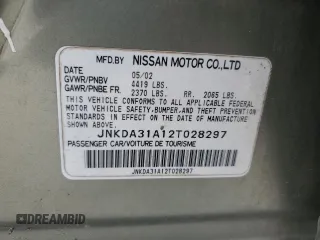 MFD.BY NISSAN MOTOR CO.,LTD
DATE 05/02
GVWR/PNBV 4419 LBS.
GAWR/PNBE FR. 2370 LBS. RR. 2085 LBS.
THIS VEHICLE CONFORMS TO ALL APPLICABLE FEDERAL
MOTOR VEHICLE SAFETY,BUMPER, AND THEFT PREVENTION
STANDARDS IN EFFECT ON THE DATE OF MANUFACTURE
SHOWN ABOVE.
JNKDA31A12T028297
PASSENGER CAR/VOITURE DE TOURISME
JNKDA31A12T028297
DREAMBID